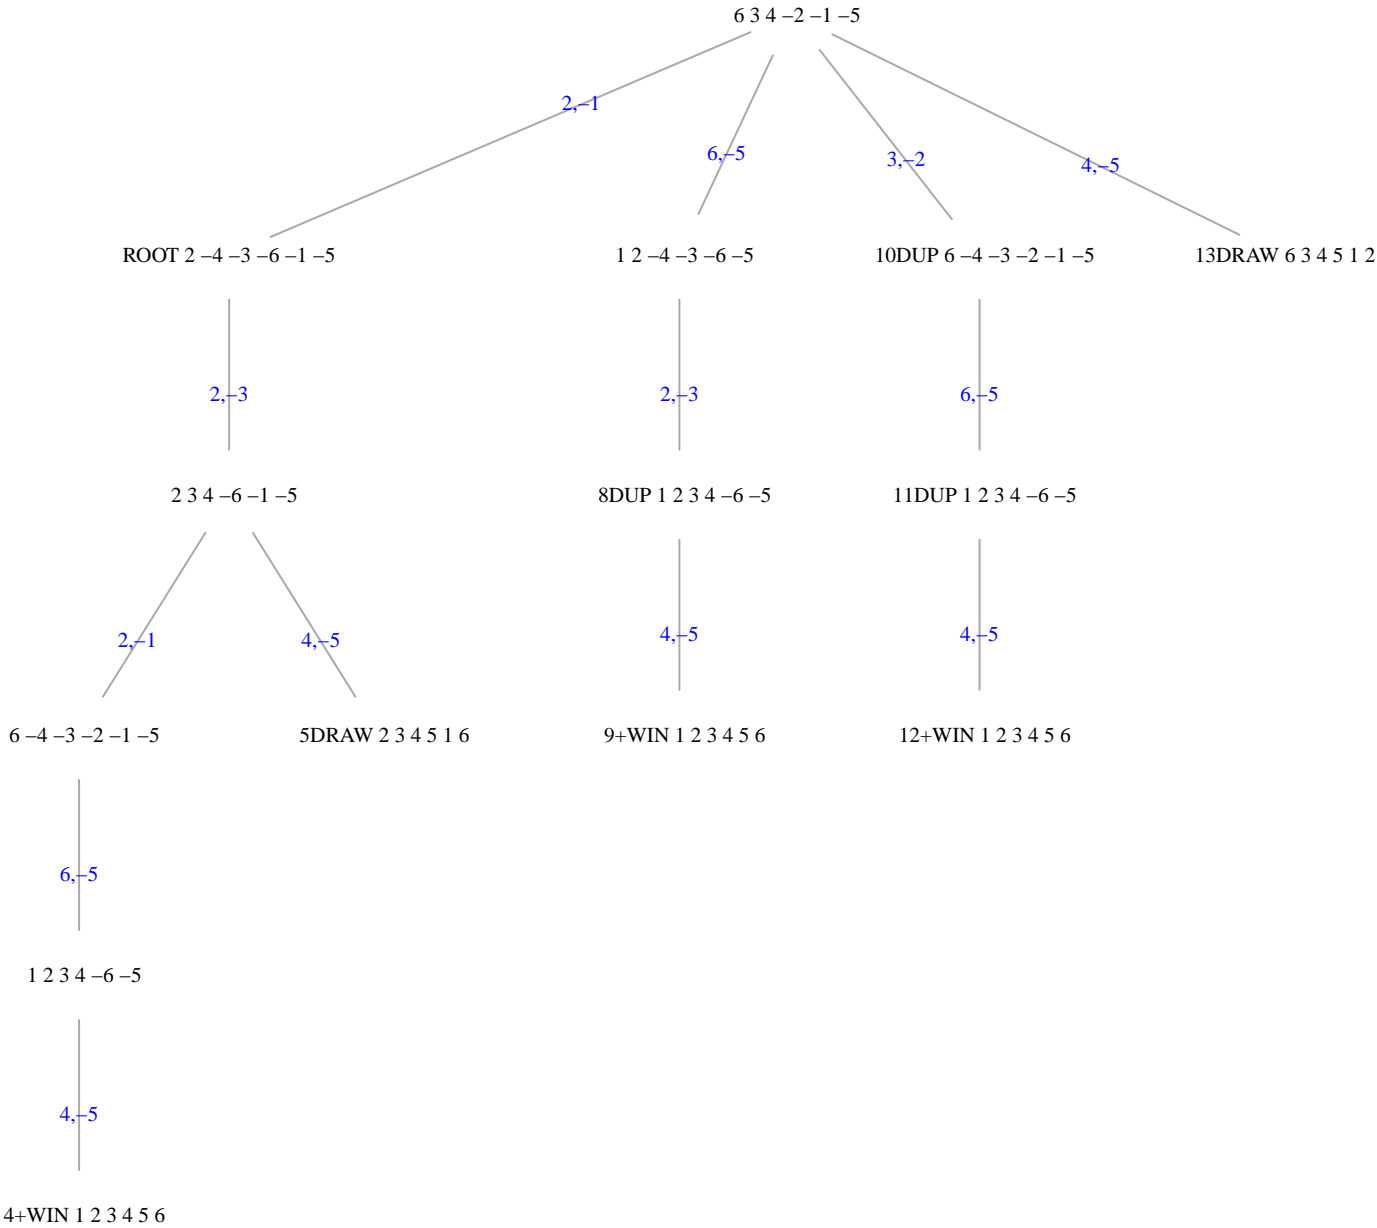 6 3 4 –2 –1 –5
2,–1
6,–5
3,–2
4,–5
ROOT 2 –4 –3 –6 –1 –5
1 2 –4 –3 –6 –5
10DUP 6 –4 –3 –2 –1 –5
13DRAW 6 3 4 5 1 2
2,–3
2,–3
6,–5
2 3 4 –6 –1 –5
8DUP 1 2 3 4 –6 –5
11DUP 1 2 3 4 –6 –5
2,–1
4,–5
4,–5
4,–5
6 –4 –3 –2 –1 –5
5DRAW 2 3 4 5 1 6
9+WIN 1 2 3 4 5 6
12+WIN 1 2 3 4 5 6
6,–5
1 2 3 4 –6 –5
4,–5
4+WIN 1 2 3 4 5 6